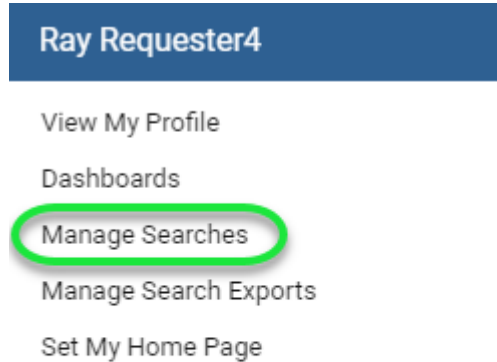 Ray Requester4
View My Profile
Dashboards
Manage Searches
Manage Search Exports
Set My Home Page